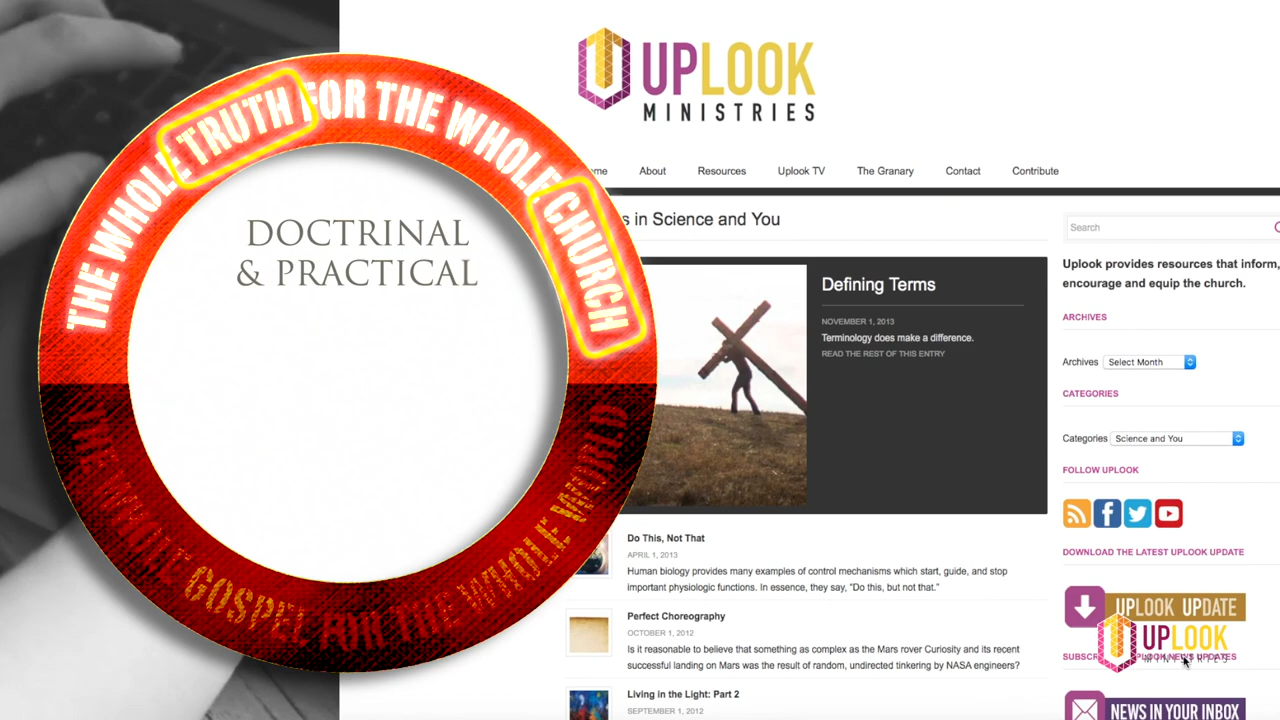 THE WHOLE TRUTH FOR THE WHOLE CHURCH
DOCTRINAL
& PRACTICAL
THE WHOLE GOSPEL FOR THE WHOLE WORLD
UPLOOK
MINISTRIES
About
Resources
Uplook TV
The Granary
Contact
Contribute
in Science and You
Defining Terms
NOVEMBER 1, 2013
Terminology does make a difference.
READ THE REST OF THIS ENTRY
Do This, Not That
APRIL 1, 2013
Human biology provides many examples of control mechanisms which start, guide, and stop
important physiologic functions. In essence, they say, "Do this, but not that."
Perfect Choreography
OCTOBER 1, 2012
Is it reasonable to believe that something as complex as the Mars rover Curiosity and its recent
successful landing on Mars was the result of random, undirected tinkering by NASA engineers?
Living in the Light: Part 2
SEPTEMBER 1, 2012
Search
Uplook provides resources that inform,
encourage and equip the church.
ARCHIVES
Archives Select Month
CATEGORIES
Categories Science and You
FOLLOW UPLOOK
DOWNLOAD THE LATEST UPLOOK UPDATE
UPLOOK UPDATE
UPLOOK
MINISTRIES
NEWS IN YOUR INBOX